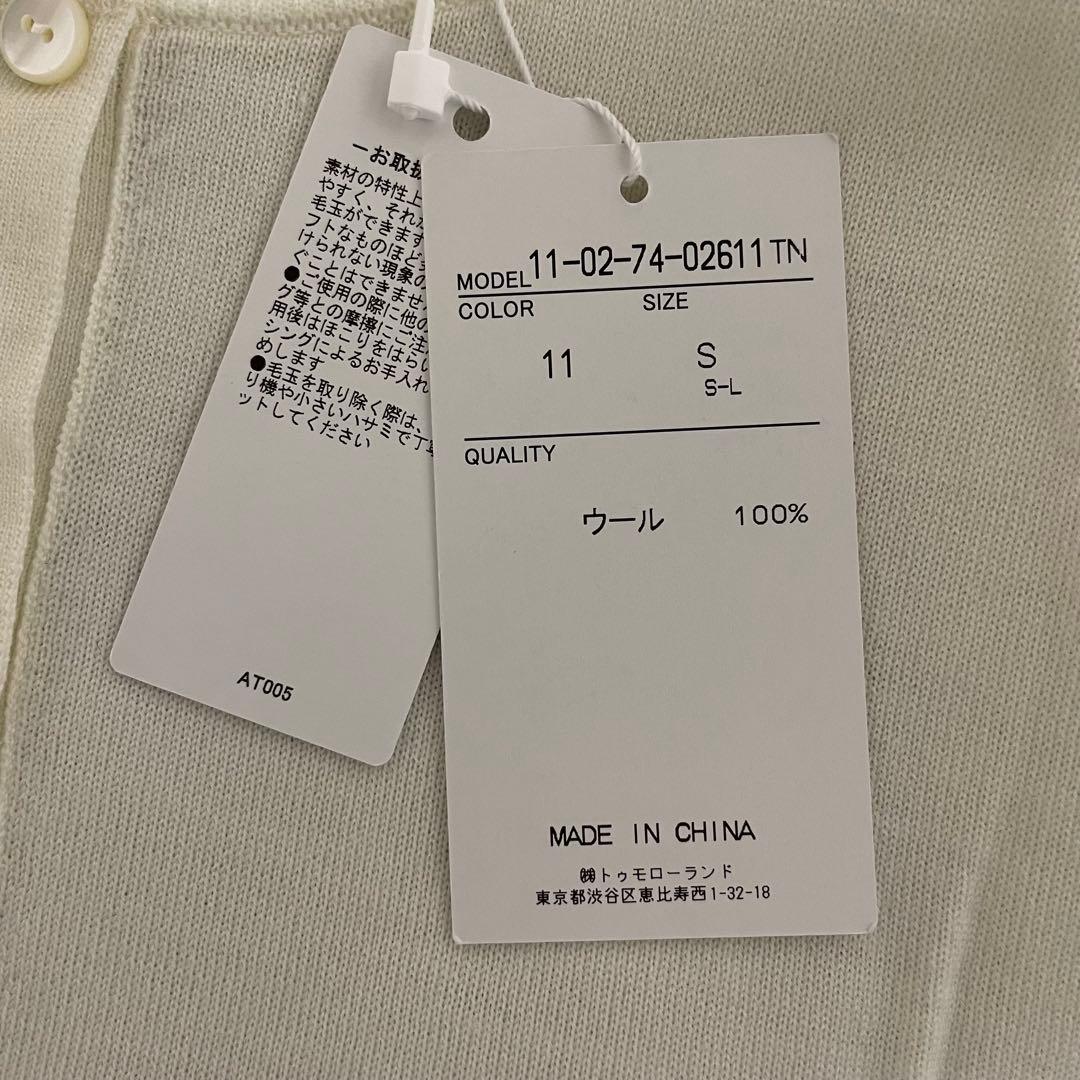 ーお取扱
素材の特性上
やすく、それが
毛玉ができます
フトなものほど
けられない現象の
ぐことはできません
●ご使用の際に他の
グ等との摩擦にご注
用後はほこりをはらい
シングによるお手入れ
めします
●毛玉を取り除く際は、
り機や小さいハサミで丁寧
ットしてください
AT005
MODEL 11-02-74-02611 TN
COLOR SIZE
11 S
S-L
QUALITY
ウール 100%
MADE IN CHINA
㈱トゥモローランド
東京都渋谷区恵比寿西1-32-18